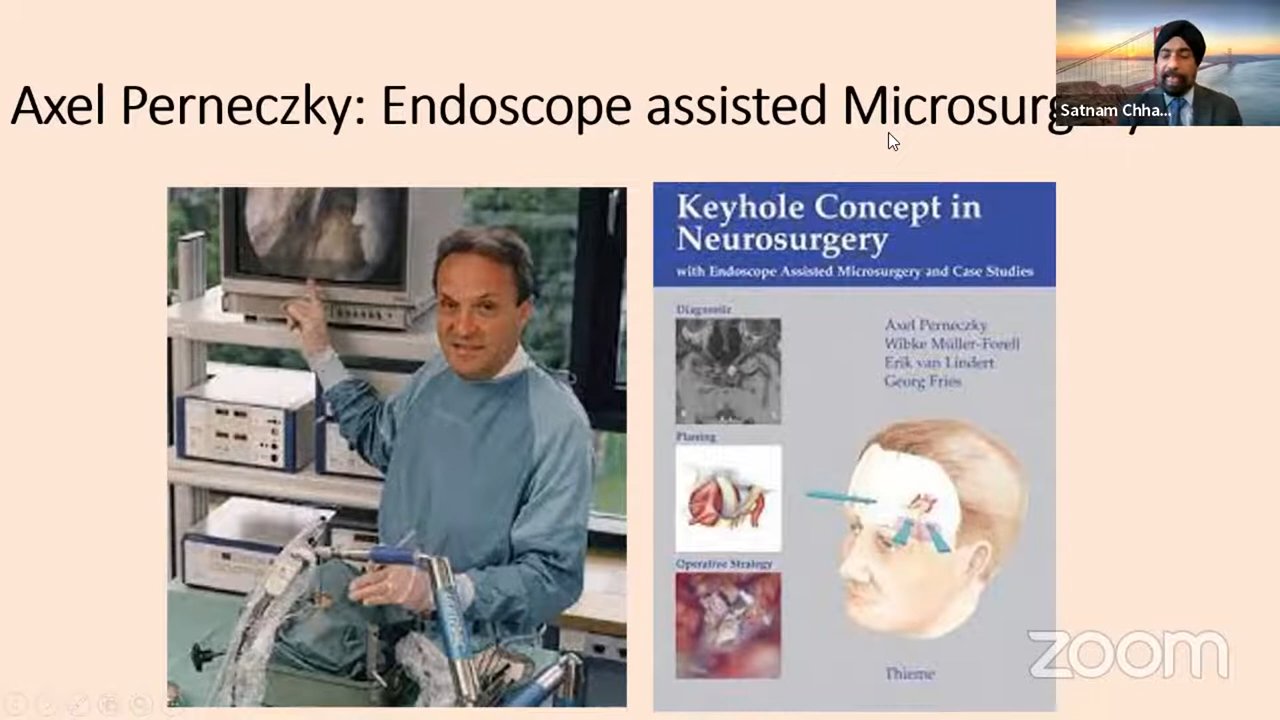 Axel Perneczky: Endoscope assisted Microsurgery
Satnam Chha...
Keyhole Concept in
Neurosurgery
with Endoscope Assisted Microsurgery and Case Studies
Diagnostic
Axel Perneczky
Wibke Müller-Forell
Erik van Lindert
Georg Fries
Planing
Operative Strategy
Thieme
zoom